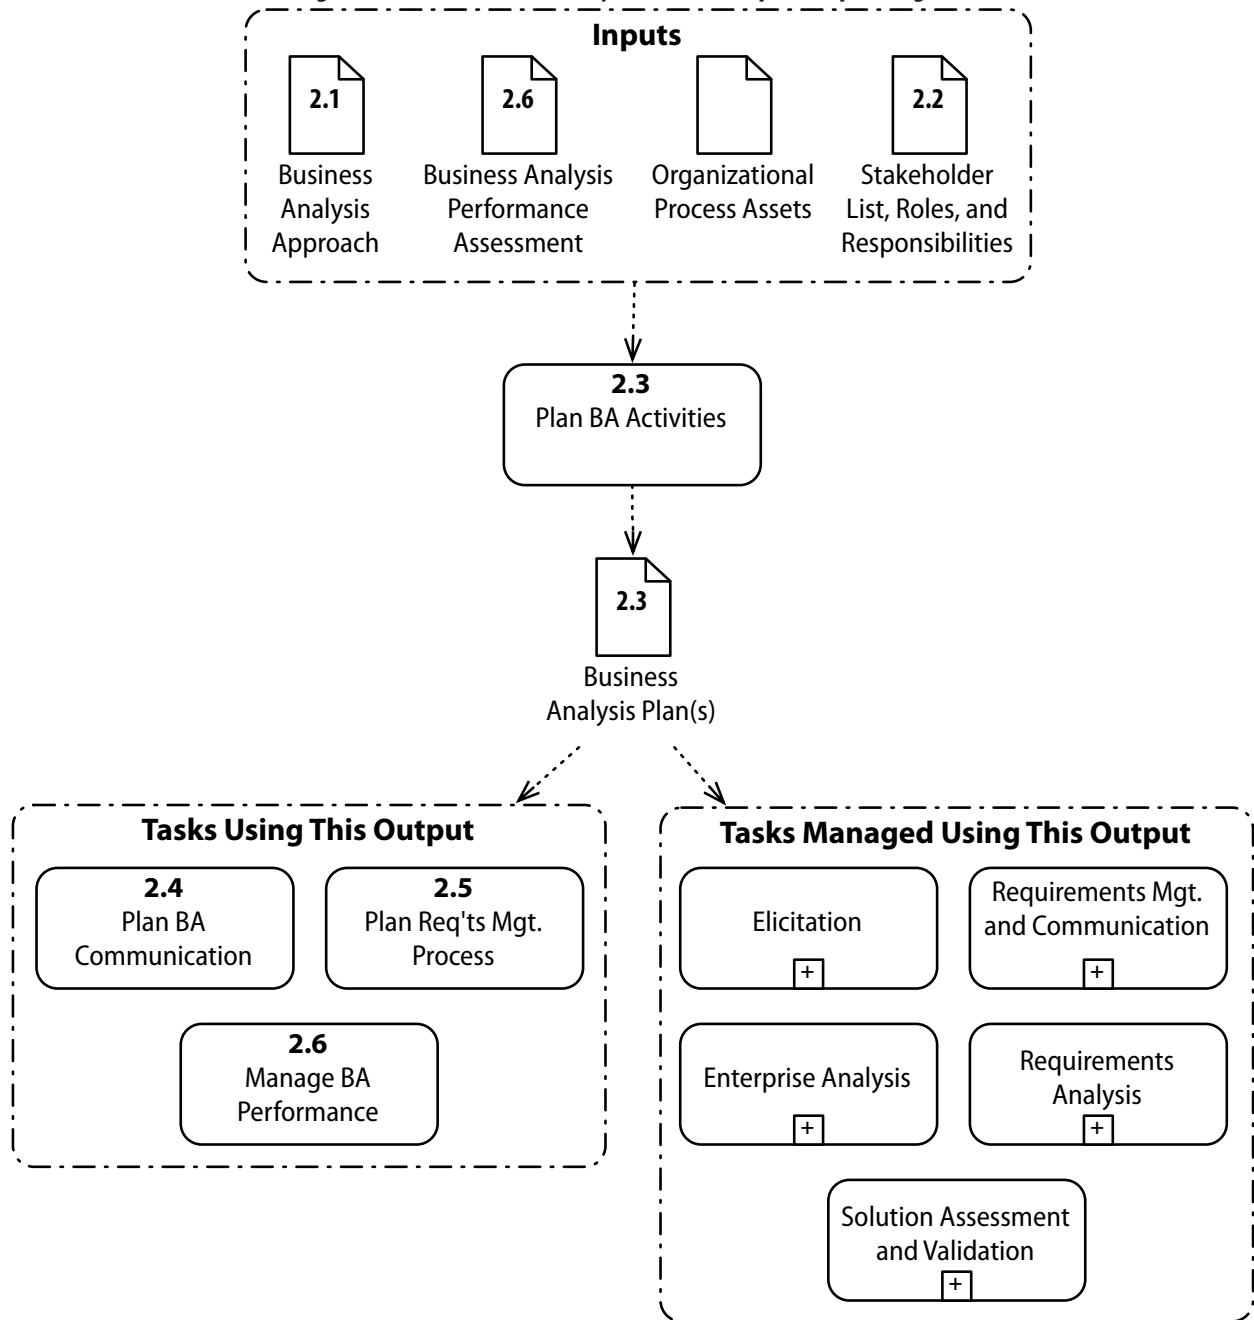 Inputs
2.1
2.6
2.2
Business
Analysis
Approach
Business Analysis
Performance
Assessment
Organizational
Process Assets
Stakeholder
List, Roles, and
Responsibilities
2.3
Plan BA Activities
2.3
Business
Analysis Plan(s)
Tasks Using This Output
2.4
Plan BA
Communication
2.5
Plan Req'ts Mgt.
Process
2.6
Manage BA
Performance
Tasks Managed Using This Output
Elicitation
+
Requirements Mgt.
and Communication
+
Enterprise Analysis
+
Requirements
Analysis
+
Solution Assessment
and Validation
+